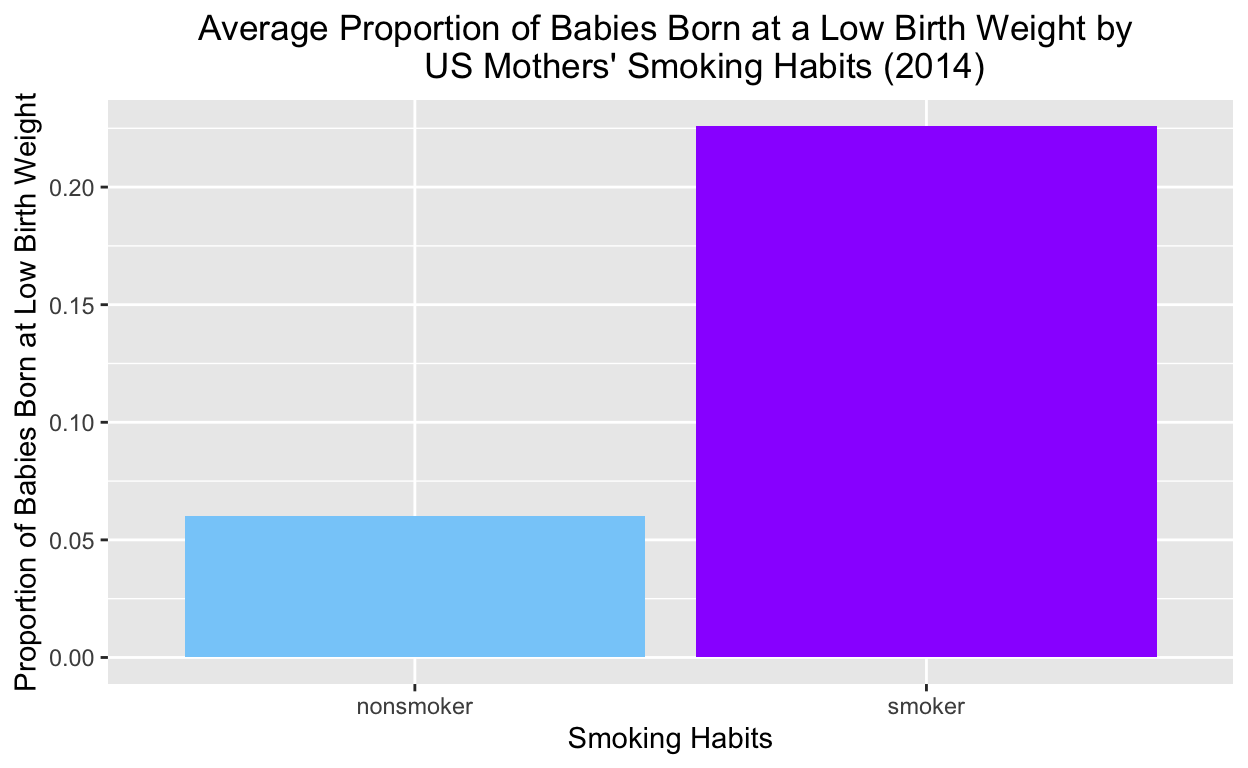 Average Proportion of Babies Born at a Low Birth Weight by
US Mothers' Smoking Habits (2014)
Proportion of Babies Born at Low Birth Weight
0.20
0.15
0.10
0.05
0.00
nonsmoker
smoker
Smoking Habits